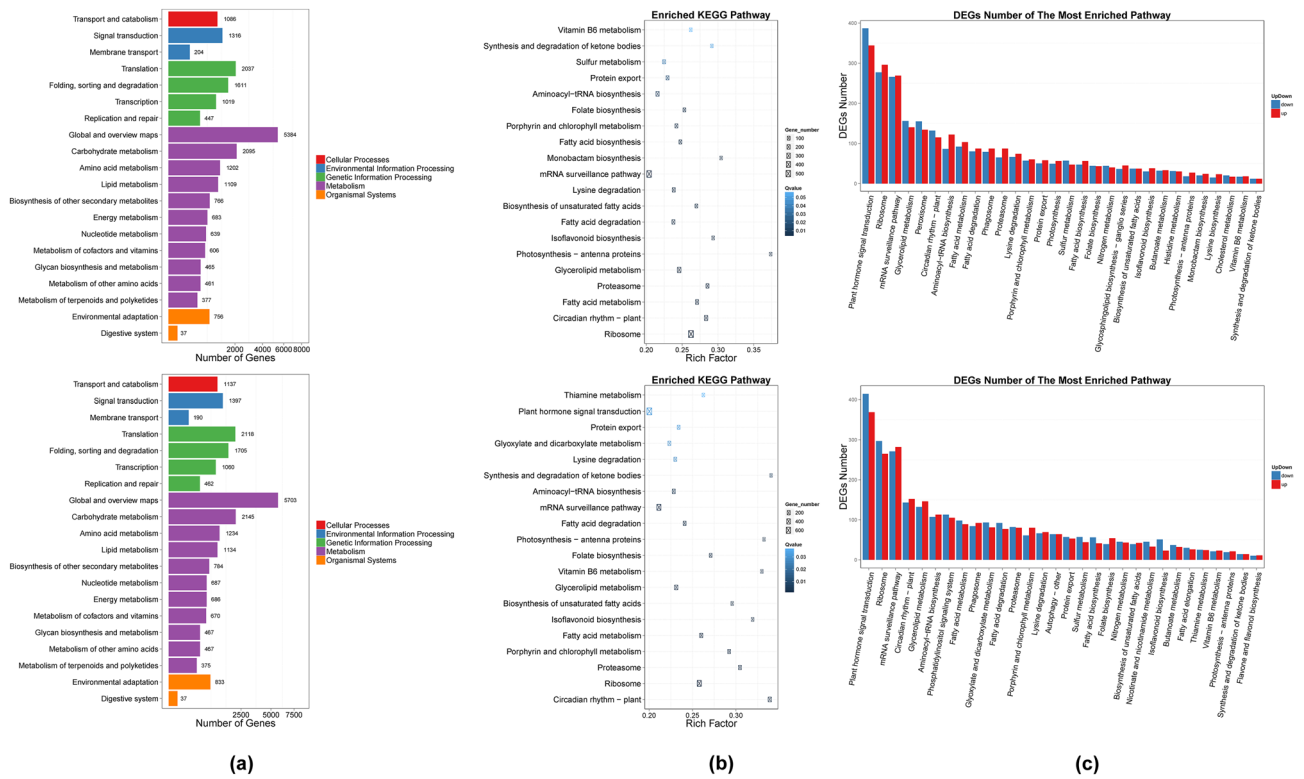 Transport and catabolism 1086
Signal transduction 1316
Membrane transport 204
Translation 2037
Folding, sorting and degradation 1611
Transcription 1019
Replication and repair 447
Global and overview maps 5384
Carbohydrate metabolism 2095
Amino acid metabolism 1202
Lipid metabolism 1109
Biosynthesis of other secondary metabolites 766
Energy metabolism 683
Nucleotide metabolism 639
Metabolism of cofactors and vitamins 606
Glycan biosynthesis and metabolism 465
Metabolism of other amino acids 461
Metabolism of terpenoids and polyketides 377
Environmental adaptation 756
Digestive system 37
2000 4000 6000 8000
Number of Genes
Cellular Processes
Environmental Information Processing
Genetic Information Processing
Metabolism
Organismal Systems
Enriched KEGG Pathway
Vitamin B6 metabolism
Synthesis and degradation of ketone bodies
Sulfur metabolism
Protein export
Aminoacyl−tRNA biosynthesis
Folate biosynthesis
Porphyrin and chlorophyll metabolism
Fatty acid biosynthesis
Monobactam biosynthesis
mRNA surveillance pathway
Lysine degradation
Biosynthesis of unsaturated fatty acids
Fatty acid degradation
Isoflavonoid biosynthesis
Photosynthesis − antenna proteins
Glycerolipid metabolism
Proteasome
Fatty acid metabolism
Circadian rhythm − plant
Ribosome
0.20 0.25 0.30 0.35
Rich Factor
Gene_number
100
200
300
400
500
Qvalue
0.05
0.04
0.03
0.02
0.01
DEGs Number of The Most Enriched Pathway
DEGs Number
400
300
200
100
0
UpDown
down
up
Plant hormone signal transduction
Ribosome
mRNA surveillance pathway
Glycerolipid metabolism
Peroxisome
Circadian rhythm − plant
Aminoacyl−tRNA biosynthesis
Fatty acid metabolism
Fatty acid degradation
Phagosome
Proteasome
Lysine degradation
Porphyrin and chlorophyll metabolism
Protein export
Photosynthesis
Sulfur metabolism
Fatty acid biosynthesis
Folate biosynthesis
Nitrogen metabolism
Glycosphingolipid biosynthesis − ganglio series
Biosynthesis of unsaturated fatty acids
Isoflavonoid biosynthesis
Butanoate metabolism
Histidine metabolism
Photosynthesis − antenna proteins
Monobactam biosynthesis
Lysine biosynthesis
Cholesterol metabolism
Vitamin B6 metabolism
Synthesis and degradation of ketone bodies
Transport and catabolism 1137
Signal transduction 1397
Membrane transport 190
Translation 2118
Folding, sorting and degradation 1706
Transcription 1060
Replication and repair 462
Global and overview maps 5703
Carbohydrate metabolism 2145
Amino acid metabolism 1234
Lipid metabolism 1134
Biosynthesis of other secondary metabolites 784
Nucleotide metabolism 687
Energy metabolism 686
Metabolism of cofactors and vitamins 670
Glycan biosynthesis and metabolism 467
Metabolism of other amino acids 467
Metabolism of terpenoids and polyketides 375
Environmental adaptation 833
Digestive system 37
2500 5000 7500
Number of Genes
Cellular Processes
Environmental Information Processing
Genetic Information Processing
Metabolism
Organismal Systems
Enriched KEGG Pathway
Thiamine metabolism
Plant hormone signal transduction
Protein export
Glyoxylate and dicarboxylate metabolism
Lysine degradation
Synthesis and degradation of ketone bodies
Aminoacyl−tRNA biosynthesis
mRNA surveillance pathway
Fatty acid degradation
Photosynthesis − antenna proteins
Folate biosynthesis
Vitamin B6 metabolism
Glycerolipid metabolism
Biosynthesis of unsaturated fatty acids
Isoflavonoid biosynthesis
Fatty acid metabolism
Porphyrin and chlorophyll metabolism
Proteasome
Ribosome
Circadian rhythm − plant
0.20 0.25 0.30 0.35
Rich Factor
Gene_number
200
400
600
Qvalue
0.03
0.02
0.01
DEGs Number of The Most Enriched Pathway
DEGs Number
400
300
200
100
0
UpDown
down
up
Plant hormone signal transduction
Ribosome
mRNA surveillance pathway
Circadian rhythm − plant
Glycerolipid metabolism
Aminoacyl−tRNA biosynthesis
Phosphatidylinositol signaling system
Fatty acid metabolism
Phagosome
Glyoxylate and dicarboxylate metabolism
Fatty acid degradation
Proteasome
Porphyrin and chlorophyll metabolism
Lysine degradation
Autophagy − other
Protein export
Sulfur metabolism
Fatty acid biosynthesis
Folate biosynthesis
Nitrogen metabolism
Biosynthesis of unsaturated fatty acids
Nicotinate and nicotinamide metabolism
Isoflavonoid biosynthesis
Butanoate metabolism
Fatty acid elongation
Thiamine metabolism
Vitamin B6 metabolism
Photosynthesis − antenna proteins
Synthesis and degradation of ketone bodies
Flavone and flavonol biosynthesis
(a) (b) (c)